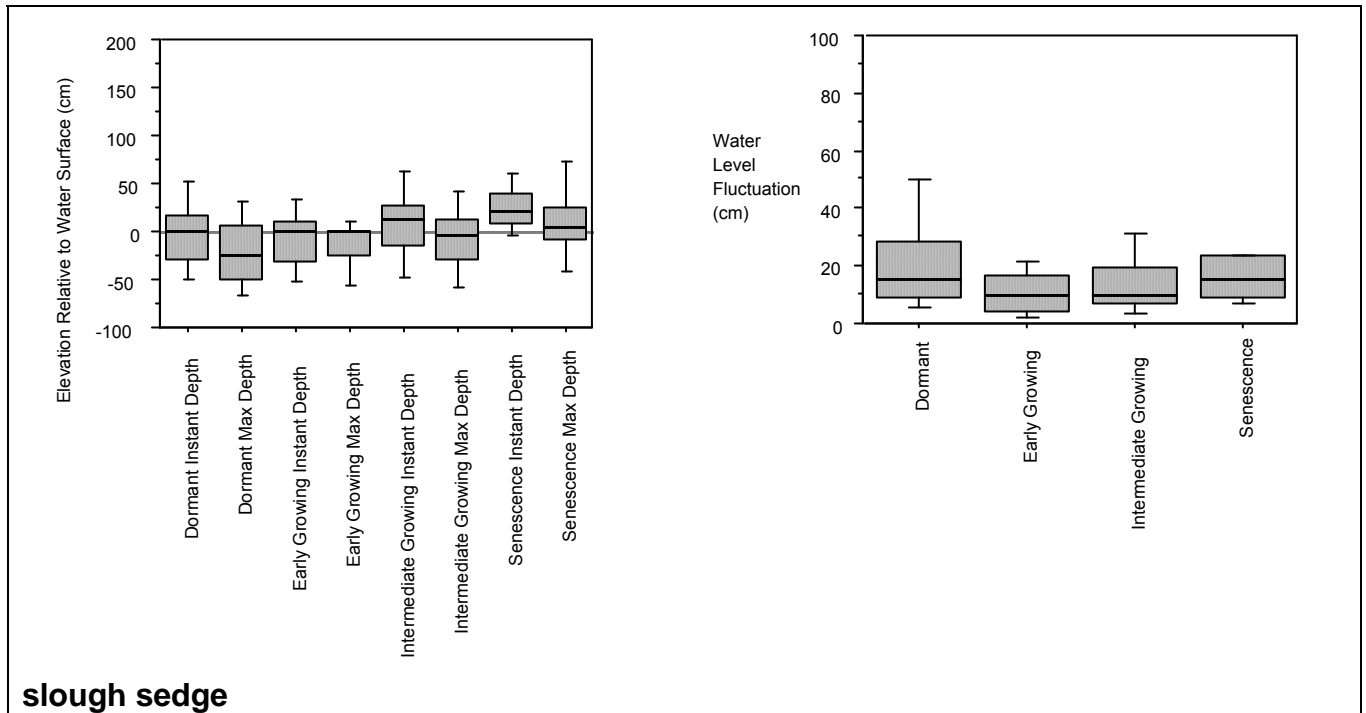 Elevation Relative to Water Surface (cm)
200
150
100
50
0
-50
-100
Dormant Instant Depth
Dormant Max Depth
Early Growing Instant Depth
Early Growing Max Depth
Intermediate Growing Instant Depth
Intermediate Growing Max Depth
Senescence Instant Depth
Senescence Max Depth
Water
Level
Fluctuation
(cm)
100
80
60
40
20
0
Dormant
Early Growing
Intermediate Growing
Senescence
slough sedge